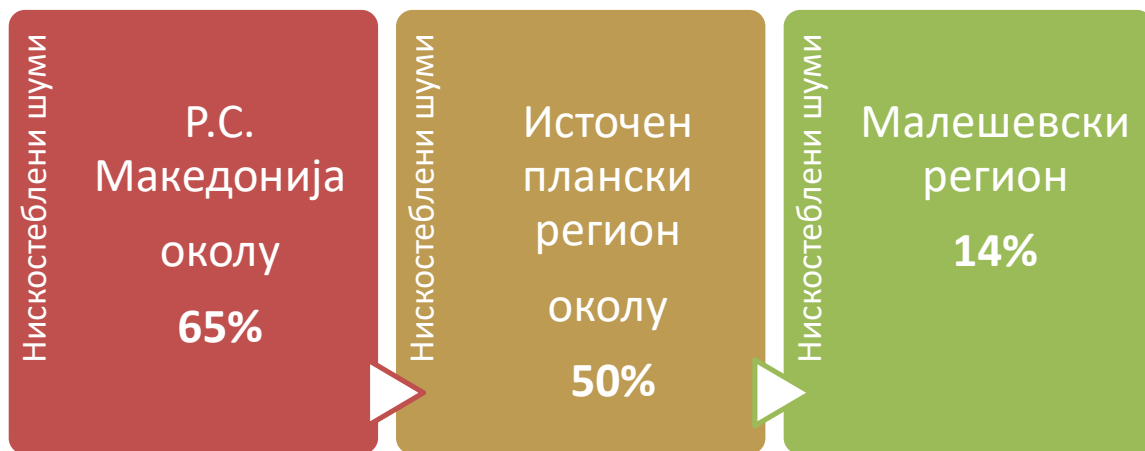 Нискостеблени шуми
Р.С.
Македонија
околу
65%
Нискостеблени шуми
Источен
плански
регион
околу
50%
Нискостеблени шуми
Малешевски
регион
14%